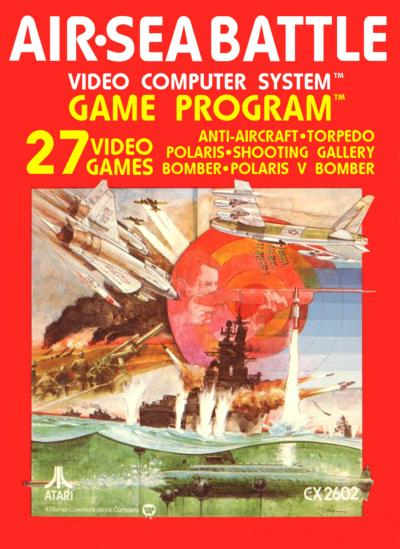 AIR•SEA BATTLE
VIDEO COMPUTER SYSTEM™
GAME PROGRAM™
27 VIDEO GAMES
ANTI-AIRCRAFT•TORPEDO
POLARIS•SHOOTING GALLERY
BOMBER•POLARIS V BOMBER
ATARI
A Warner Communications Company
CX2602